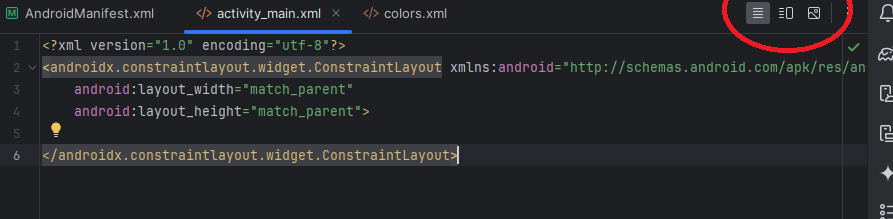 AndroidManifest.xml
activity_main.xml
colors.xml
1 <?xml version="1.0" encoding="utf-8"?>
2 <androidx.constraintlayout.widget.ConstraintLayout xmlns:android="http://schemas.android.com/apk/res/an
3 android:layout_width="match_parent"
4 android:layout_height="match_parent">
5
6 </androidx.constraintlayout.widget.ConstraintLayout>